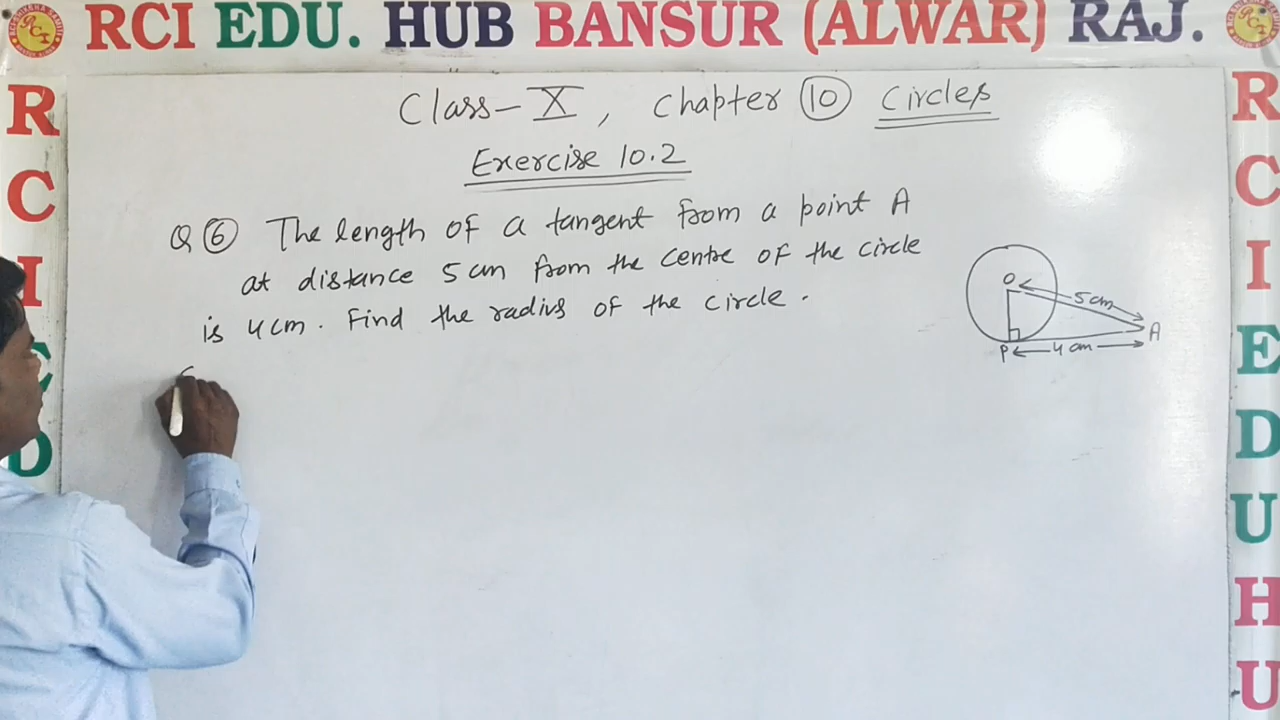 RCI EDU. HUB BANSUR (ALWAR) RAJ.
Class-X, Chapter 10 Circles
Exercise 10.2
Q 6 The length of a tangent from a point A
at distance 5 cm from the centre of the circle
is 4 cm. Find the radius of the circle.
O
5 cm
A
P
4 cm
R
C
I
E
D
R
C
I
E
D
U
H
U